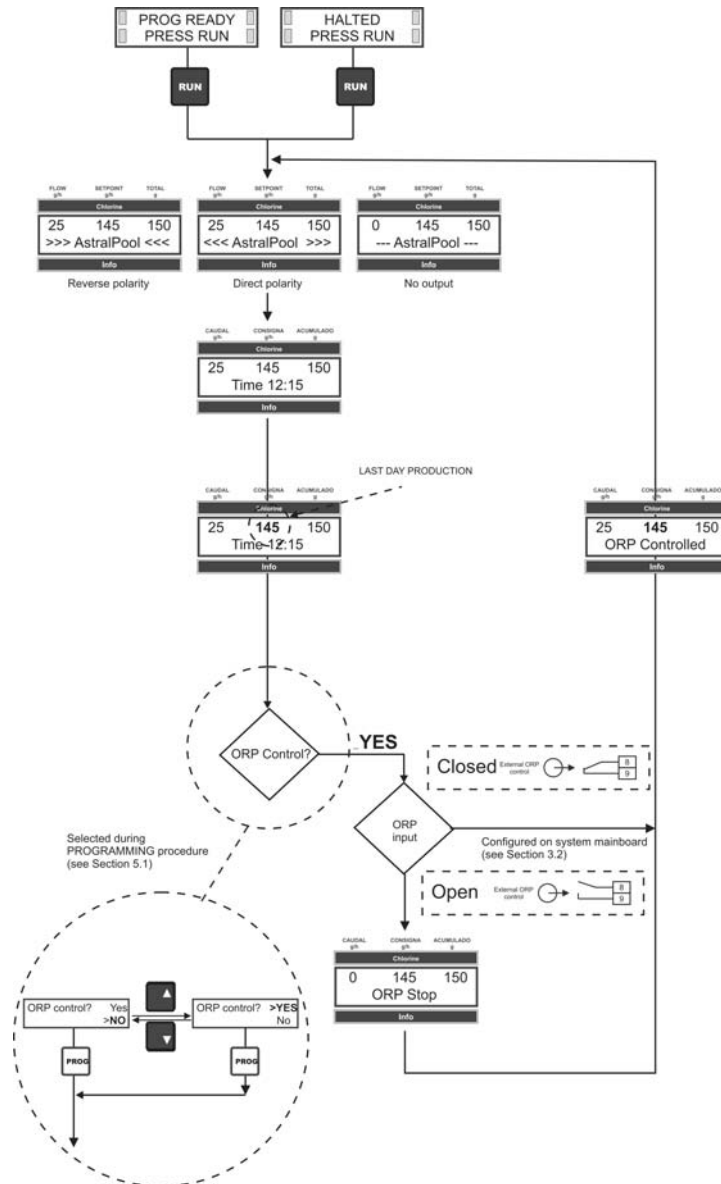 PROG READY
PRESS RUN
HALTED
PRESS RUN
RUN
RUN
FLOW SETPOINT TOTAL
g/h g/h g
Chlorine
25 145 150
>>> AstralPool <<<
Info
Reverse polarity
FLOW SETPOINT TOTAL
g/h g/h g
Chlorine
25 145 150
<<< AstralPool >>>
Info
Direct polarity
FLOW SETPOINT TOTAL
g/h g/h g
Chlorine
0 145 150
--- AstralPool ---
Info
No output
CAUDAL CONSIGNA ACUMULADO
g/h g/h g
Chlorine
25 145 150
Time 12:15
Info
LAST DAY PRODUCTION
CAUDAL CONSIGNA ACUMULADO
g/h g/h g
Chlorine
25 145 150
Time 12:15
Info
CAUDAL CONSIGNA ACUMULADO
g/h g/h g
Chlorine
25 145 150
ORP Controlled
Info
ORP Control?
YES
Closed External ORP
control
8
9
ORP
input
Configured on system mainboard
(see Section 3.2)
Selected during
PROGRAMMING procedure
(see Section 5.1)
Open External ORP
control
8
9
CAUDAL CONSIGNA ACUMULADO
g/h g/h g
Chlorine
0 145 150
ORP Stop
Info
ORP control? Yes
>NO
ORP control? >YES
No
PROG
PROG